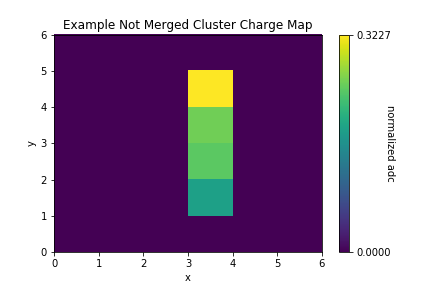 Example Not Merged Cluster Charge Map
6
5
4
3
2
1
0
y
0 1 2 3 4 5 6
x
0.3227
0.0000
normalized adc